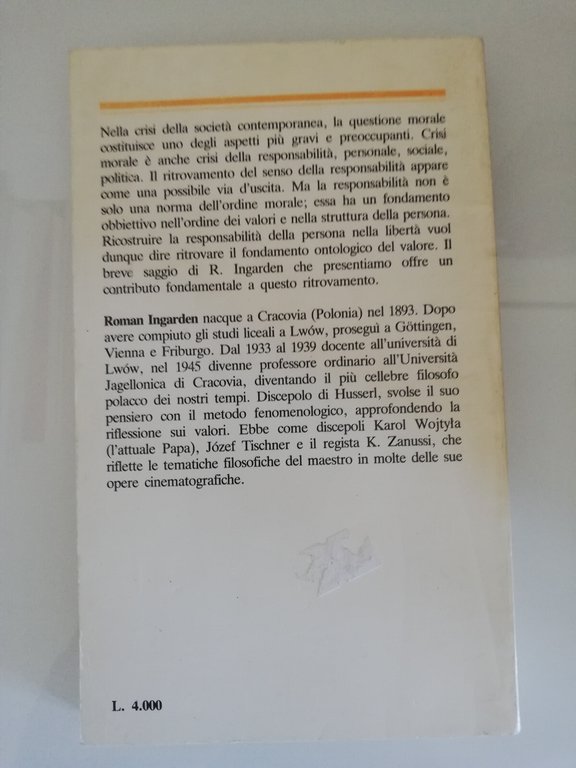 Nella crisi della società contemporanea, la questione morale
costituisce uno degli aspetti più gravi e preoccupanti. Crisi
morale è anche crisi della responsabilità, personale, sociale,
politica. Il ritrovamento del senso della responsabilità appare
come una possibile via d'uscita. Ma la responsabilità non è
solo una norma dell'ordine morale; essa ha un fondamento
obbiettivo nell'ordine dei valori e nella struttura della persona.
Ricostruire la responsabilità della persona nella libertà vuol
dunque dire ritrovare il fondamento ontologico del valore. Il
breve saggio di R. Ingarden che presentiamo offre un
contributo fondamentale a questo ritrovamento.
Roman Ingarden nacque a Cracovia (Polonia) nel 1893. Dopo
avere compiuto gli studi liceali a Lwów, proseguì a Göttingen,
Vienna e Friburgo. Dal 1933 al 1939 docente all'università di
Lwów, nel 1945 divenne professore ordinario all'Università
Jagellonica di Cracovia, diventando il più cellebre filosofo
polacco dei nostri tempi. Discepolo di Husserl, svolse il suo
pensiero con il metodo fenomenologico, approfondendo la
riflessione sui valori. Ebbe come discepoli Karol Wojtyła
(l'attuale Papa), Józef Tischner e il regista K. Zanussi, che
riflette le tematiche filosofiche del maestro in molte delle sue
opere cinematografiche.
L. 4.000